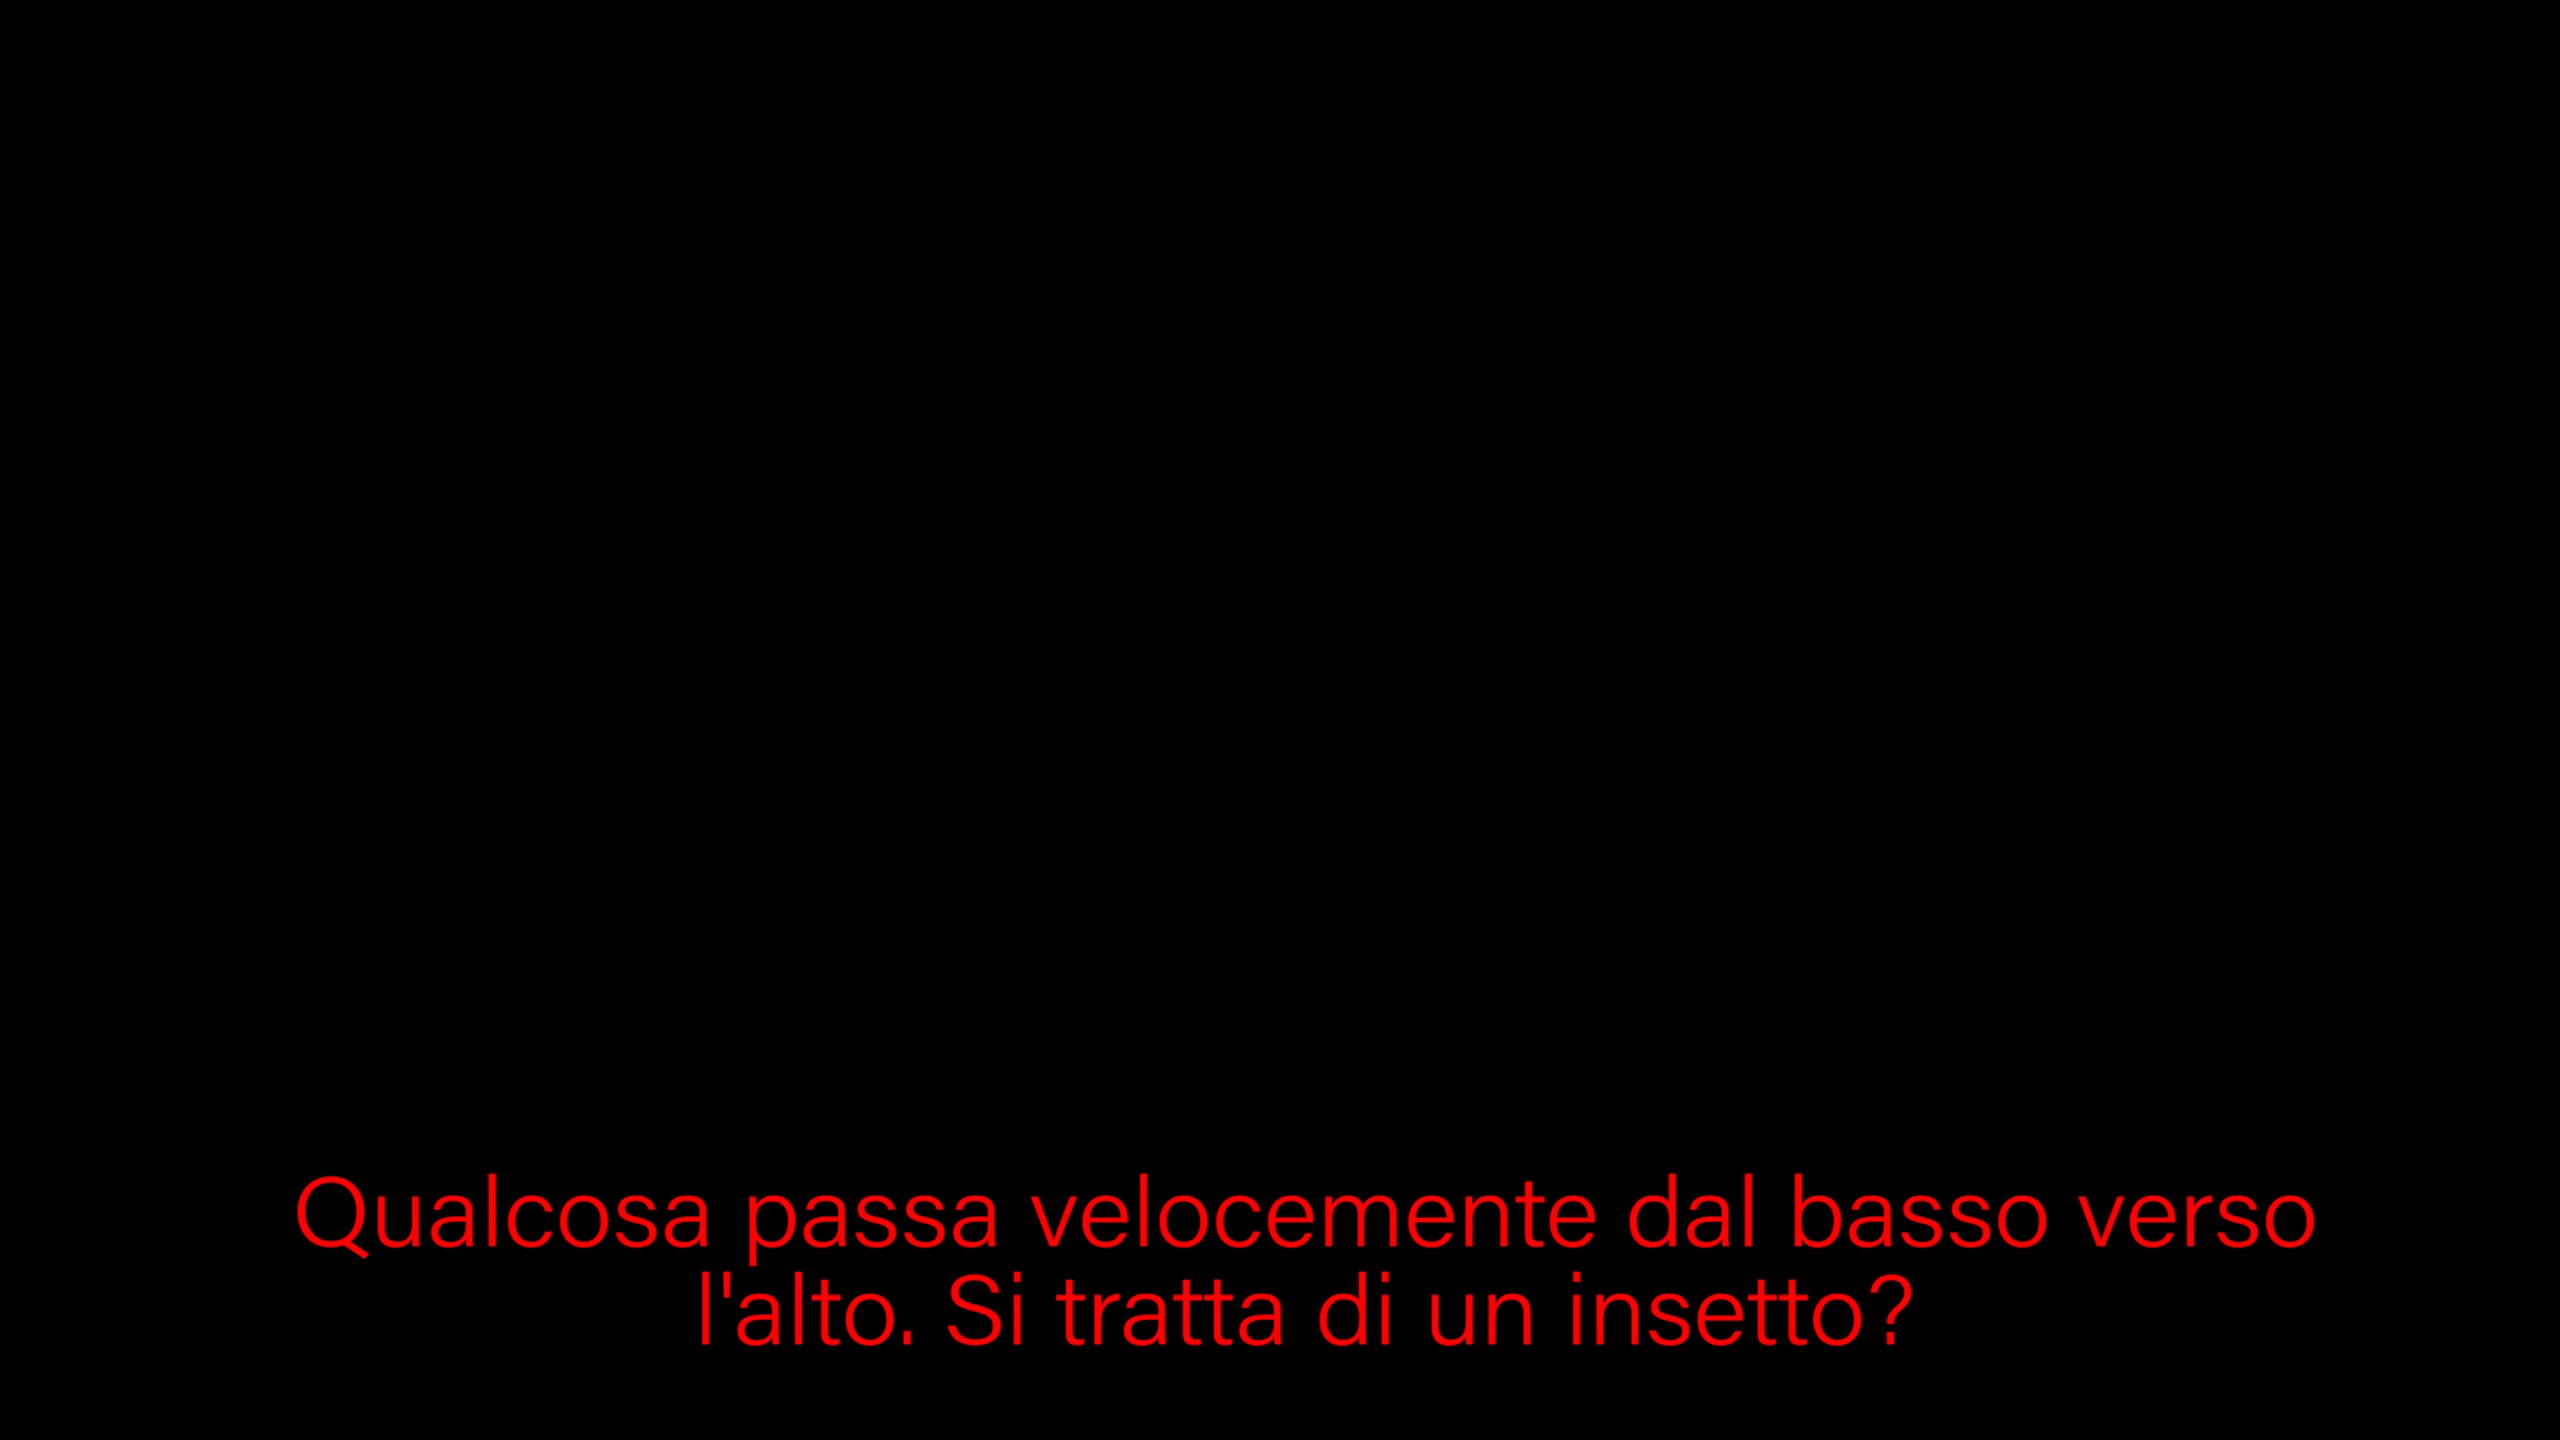 Qualcosa passa velocemente dal basso verso
l'alto. Si tratta di un insetto?